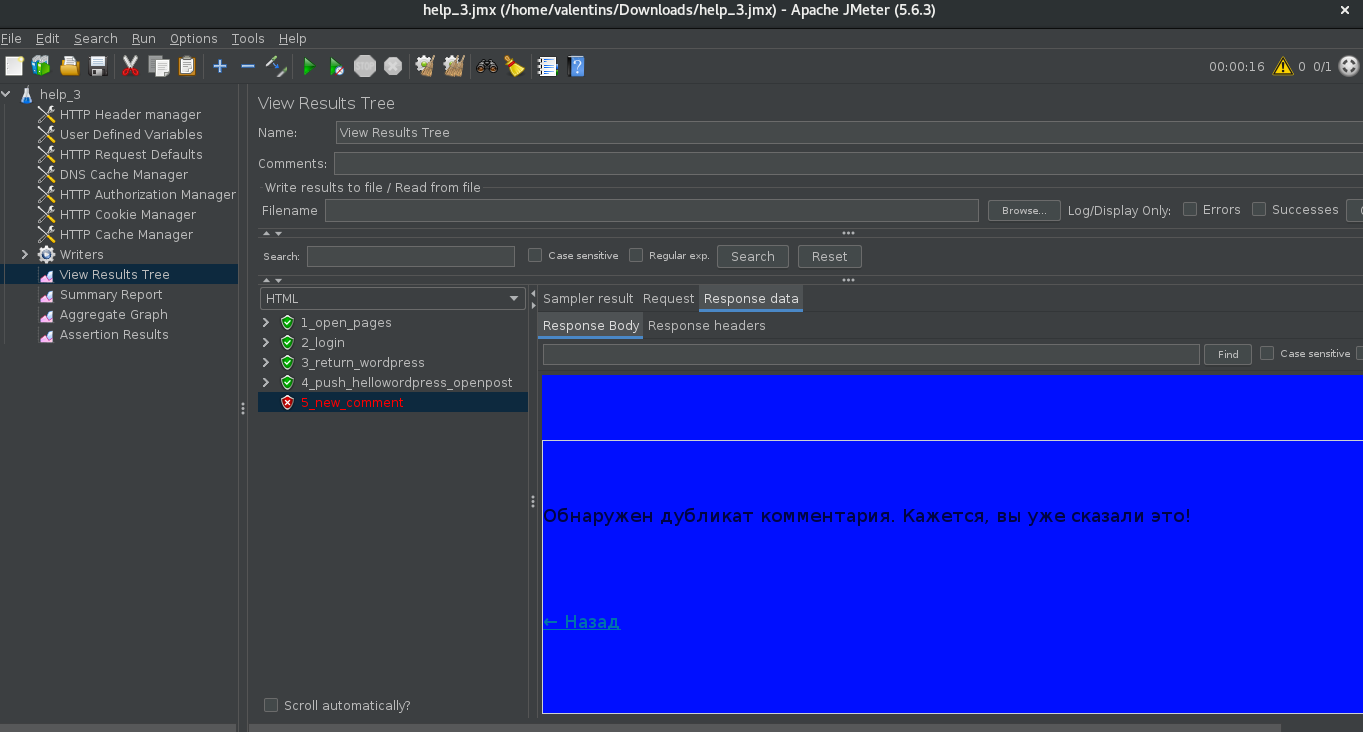 help_3.jmx (/home/valentins/Downloads/help_3.jmx) - Apache JMeter (5.6.3)
File Edit Search Run Options Tools Help
00:00:16 0 0/1
help_3
HTTP Header manager
User Defined Variables
HTTP Request Defaults
DNS Cache Manager
HTTP Authorization Manager
HTTP Cookie Manager
HTTP Cache Manager
Writers
View Results Tree
Summary Report
Aggregate Graph
Assertion Results
View Results Tree
Name: View Results Tree
Comments:
Write results to file / Read from file
Filename Browse... Log/Display Only: Errors Successes
Search: Case sensitive Regular exp. Search Reset
HTML
1_open_pages
2_login
3_return_wordpress
4_push_hellowordpress_openpost
5_new_comment
Scroll automatically?
Sampler result Request Response data
Response Body Response headers
Find Case sensitive
Обнаружен дубликат комментария. Кажется, вы уже сказали это!
← Назад